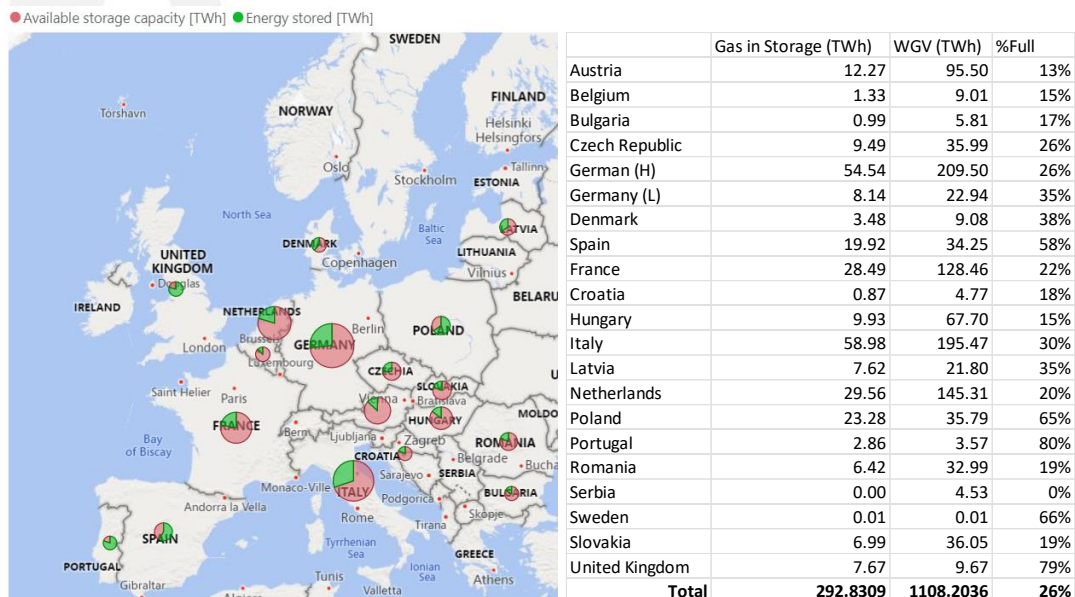 Available storage capacity [TWh] Energy stored [TWh]
SWEDEN
FINLAND
NORWAY
Tórshavn
Helsinki
Helsingfors
Oslo
Stockholm
Tallinn
ESTONIA
North Sea
Baltic
Sea
LATVIA
DENMARK
Copenhagen
LITHUANIA
Vilnius
UNITED
KINGDOM
Douglas
IRELAND
BELARU
NETHERLANDS
Berlin
POLAND
London
Brussels
GERMANY
Luxembourg
CZECHIA
Saint Helier
Paris
SLOVAKIA
Vienna
Bratislava
FRANCE
Bern
HUNGARY
MOLDO
Bay
of Biscay
Ljubljana
Zagreb
ROMANIA
CROATIA
Belgrade
Bucha
Monaco-Ville
Sarajevo
SERBIA
ITALY
Podgorica
BULGARIA
Andorra la Vella
Rome
Skopje
Tirana
SPAIN
Tyrrhenian
Sea
PORTUGAL
Ionian
Sea
GREECE
Gibraltar
Tunis
Valletta
Athens
Gas in Storage (TWh) WGV (TWh) %Full
Austria 12.27 95.50 13%
Belgium 1.33 9.01 15%
Bulgaria 0.99 5.81 17%
Czech Republic 9.49 35.99 26%
German (H) 54.54 209.50 26%
Germany (L) 8.14 22.94 35%
Denmark 3.48 9.08 38%
Spain 19.92 34.25 58%
France 28.49 128.46 22%
Croatia 0.87 4.77 18%
Hungary 9.93 67.70 15%
Italy 58.98 195.47 30%
Latvia 7.62 21.80 35%
Netherlands 29.56 145.31 20%
Poland 23.28 35.79 65%
Portugal 2.86 3.57 80%
Romania 6.42 32.99 19%
Serbia 0.00 4.53 0%
Sweden 0.01 0.01 66%
Slovakia 6.99 36.05 19%
United Kingdom 7.67 9.67 79%
Total 292.8309 1108.2036 26%